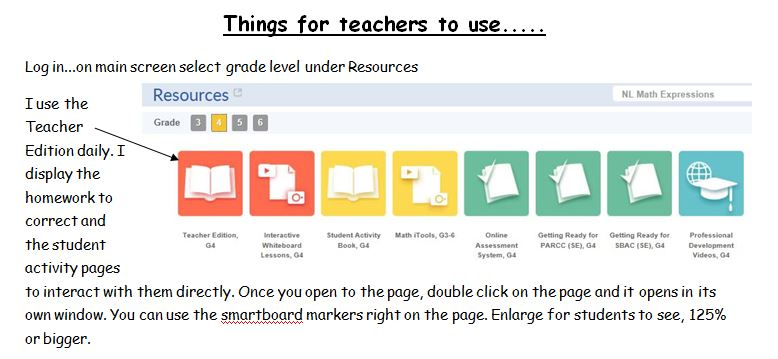 Things for teachers to use.....
Log in...on main screen select grade level under Resources
I use the
Teacher
Edition daily. I
display the
homework to
correct and
the student
activity pages
Resources
NL Math Expressions
Grade 3 4 5 6
Teacher Edition,
G4
Interactive
Whiteboard
Lessons, G4
Student Activity
Book, G4
Math iTools, G3-6
Online
Assessment
System, G4
Getting Ready for
PARCC (SE), G4
Getting Ready for
SBAC (SE), G4
Professional
Development
Videos, G4
to interact with them directly. Once you open to the page, double click on the page and it opens in its
own window. You can use the smartboard markers right on the page. Enlarge for students to see, 125%
or bigger.